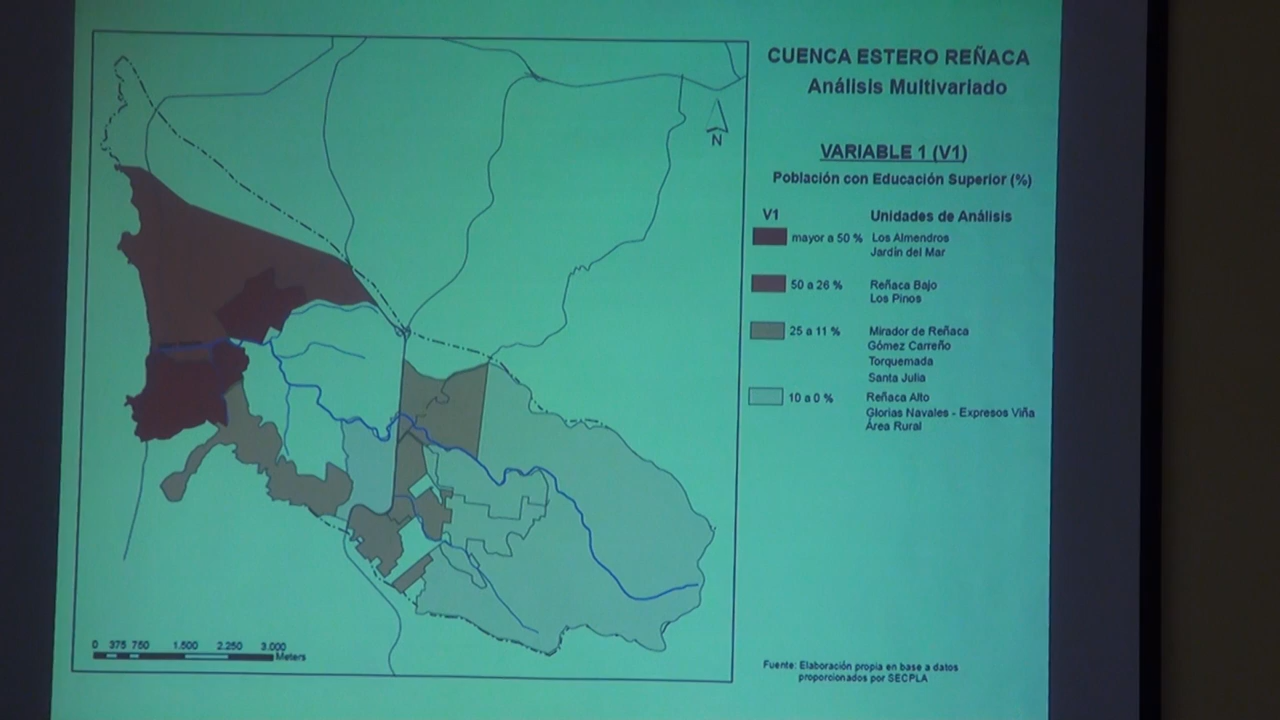 CUENCA ESTERO REÑACA
Análisis Multivariado
N
VARIABLE 1 (V1)
Población con Educación Superior (%)
V1 Unidades de Análisis
mayor a 50 % Los Almendros
Jardín del Mar
50 a 26 % Reñaca Bajo
Los Pinos
25 a 11 % Mirador de Reñaca
Gómez Carreño
Torquemada
Santa Julia
10 a 0 % Reñaca Alto
Glorias Navales - Expresos Viña
Área Rural
0 375 750 1.500 2.250 3.000
Meters
Fuente: Elaboración propia en base a datos
proporcionados por SECPLA